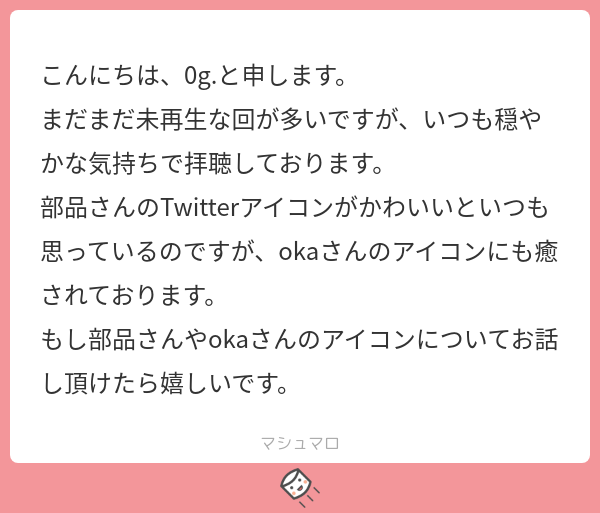 こんにちは、0g.と申します。
まだまだ未再生な回が多いですが、いつも穏や
かな気持ちで拝聴しております。
部品さんのTwitterアイコンがかわいいといつも
思っているのですが、okaさんのアイコンにも癒
されております。
もし部品さんやokaさんのアイコンについてお話
し頂けたら嬉しいです。
マシュマロ